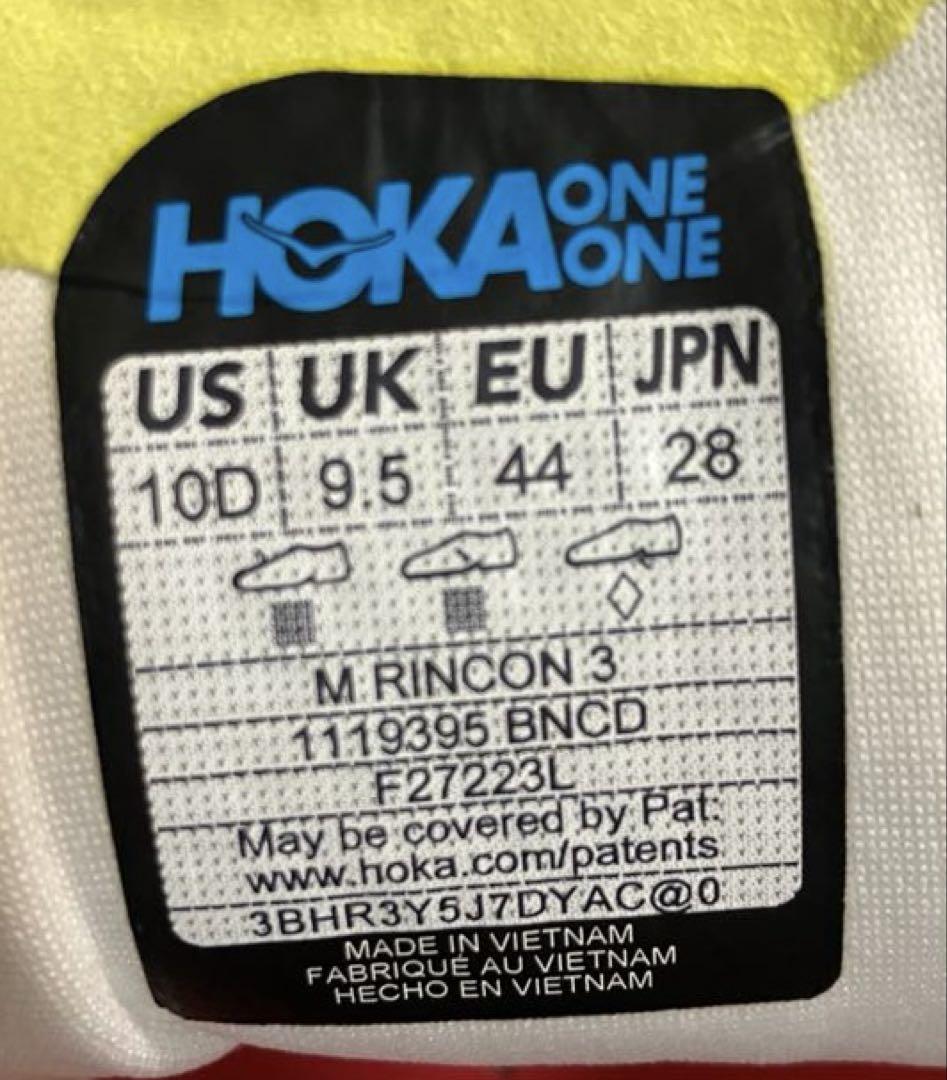 HOKA ONE ONE
US UK EU JPN
10D 9.5 44 28
M RINCON 3
1119395 BNCD
F27223L
May be covered by Pat:
www.hoka.com/patents
3BHR3Y5J7DYAC@0
MADE IN VIETNAM
FABRIQUÉ AU VIETNAM
HECHO EN VIETNAM